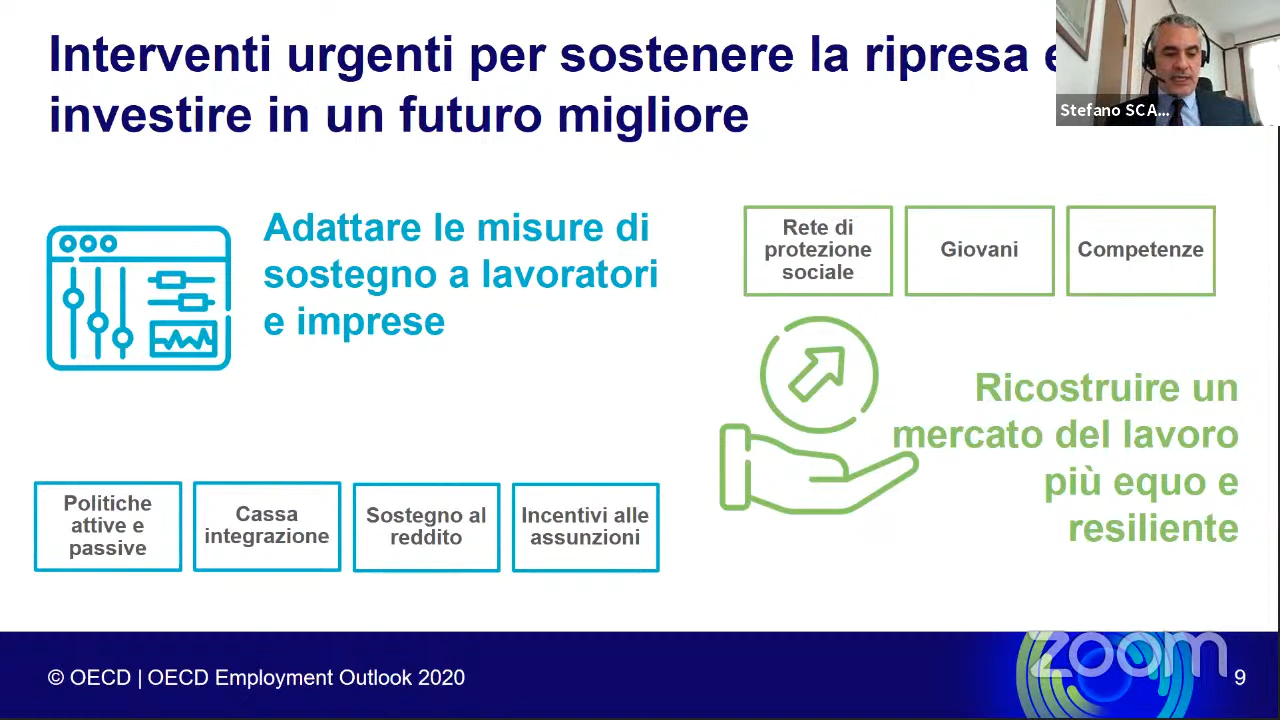 Interventi urgenti per sostenere la ripresa e
investire in un futuro migliore
Stefano SCA...
Adattare le misure di
sostegno a lavoratori
e imprese
Rete di
protezione
sociale
Giovani
Competenze
Ricostruire un
mercato del lavoro
più equo e
resiliente
Politiche
attive e
passive
Cassa
integrazione
Sostegno al
reddito
Incentivi alle
assunzioni
© OECD | OECD Employment Outlook 2020
zoom
9